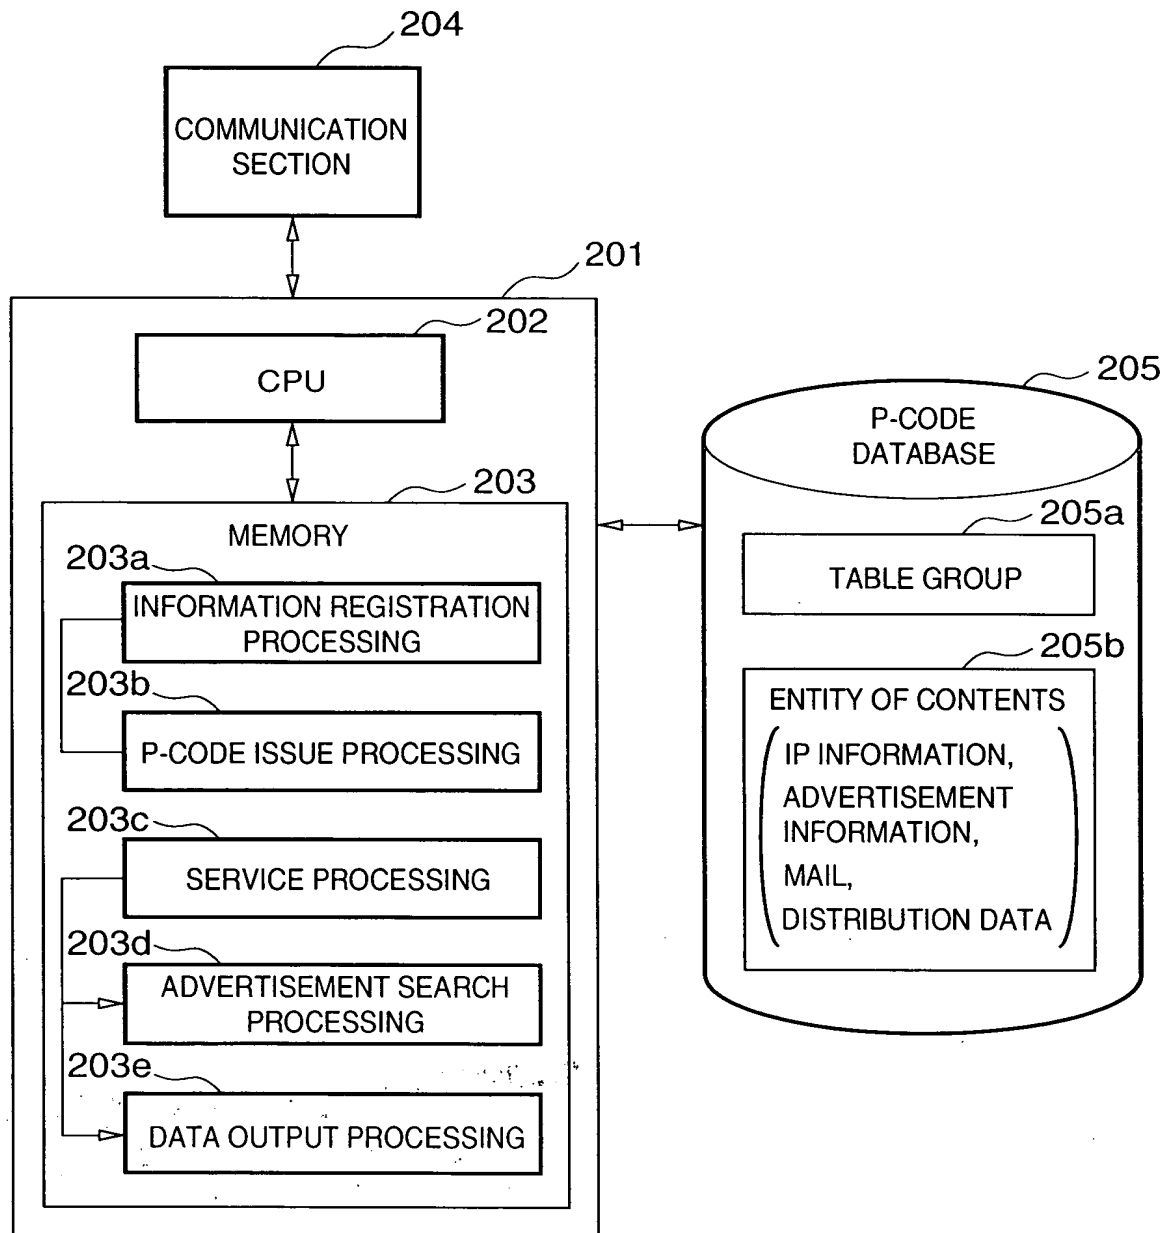 204
COMMUNICATION
SECTION
201
202
CPU
203
MEMORY
203a
INFORMATION REGISTRATION
PROCESSING
203b
P-CODE ISSUE PROCESSING
203c
SERVICE PROCESSING
203d
ADVERTISEMENT SEARCH
PROCESSING
203e
DATA OUTPUT PROCESSING
205
P-CODE
DATABASE
205a
TABLE GROUP
205b
ENTITY OF CONTENTS
IP INFORMATION,
ADVERTISEMENT
INFORMATION,
MAIL,
DISTRIBUTION DATA